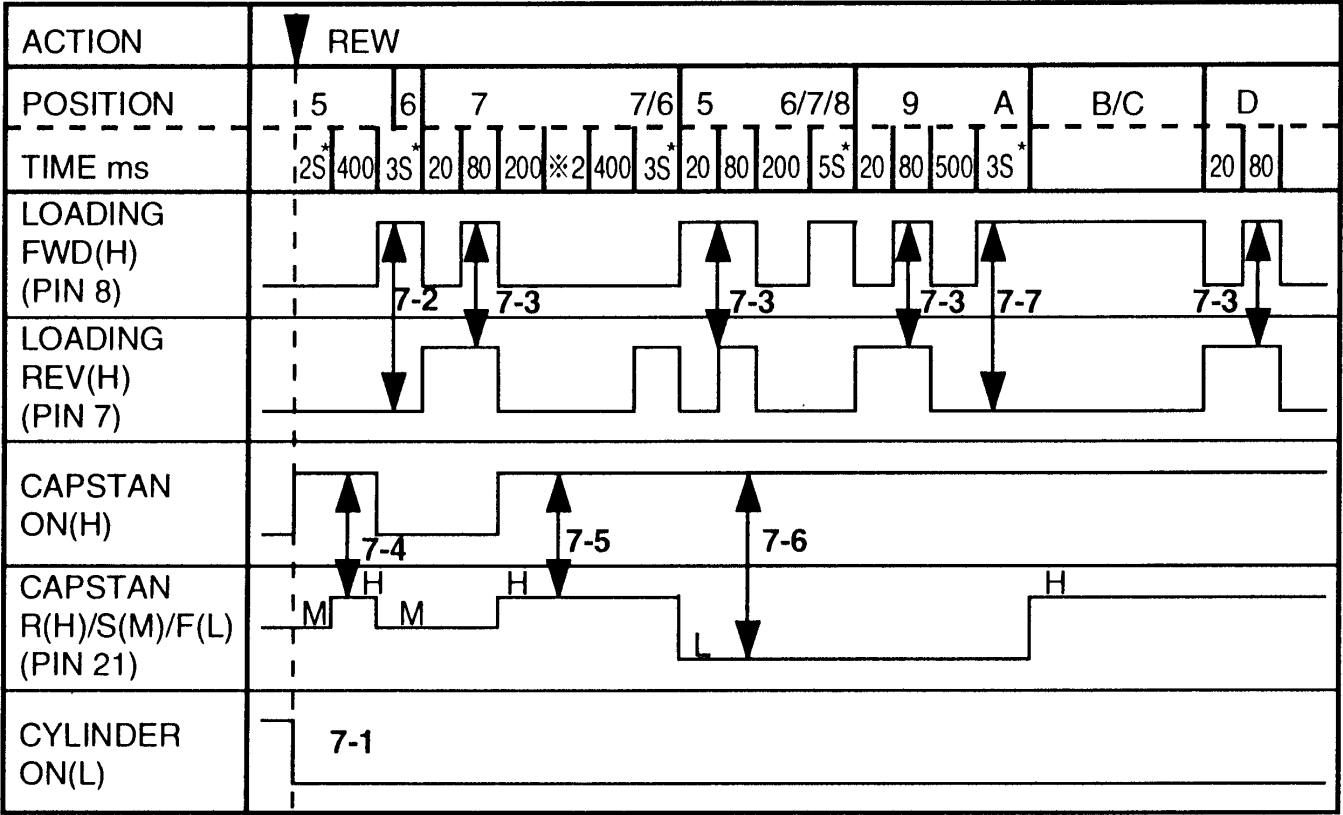 ACTION REW
POSITION 5 6 7 7/6 5 6/7/8 9 A B/C D
TIME ms 2S* 400 3S* 20 80 200 ※2 400 3S* 20 80 200 5S* 20 80 500 3S* 20 80
LOADING
FWD(H)
(PIN 8)
7-2 7-3 7-3 7-3 7-7 7-3
LOADING
REV(H)
(PIN 7)
CAPSTAN
ON(H)
7-4 7-5 7-6
CAPSTAN
R(H)/S(M)/F(L)
(PIN 21)
M H M H L H
CYLINDER
ON(L)
7-1